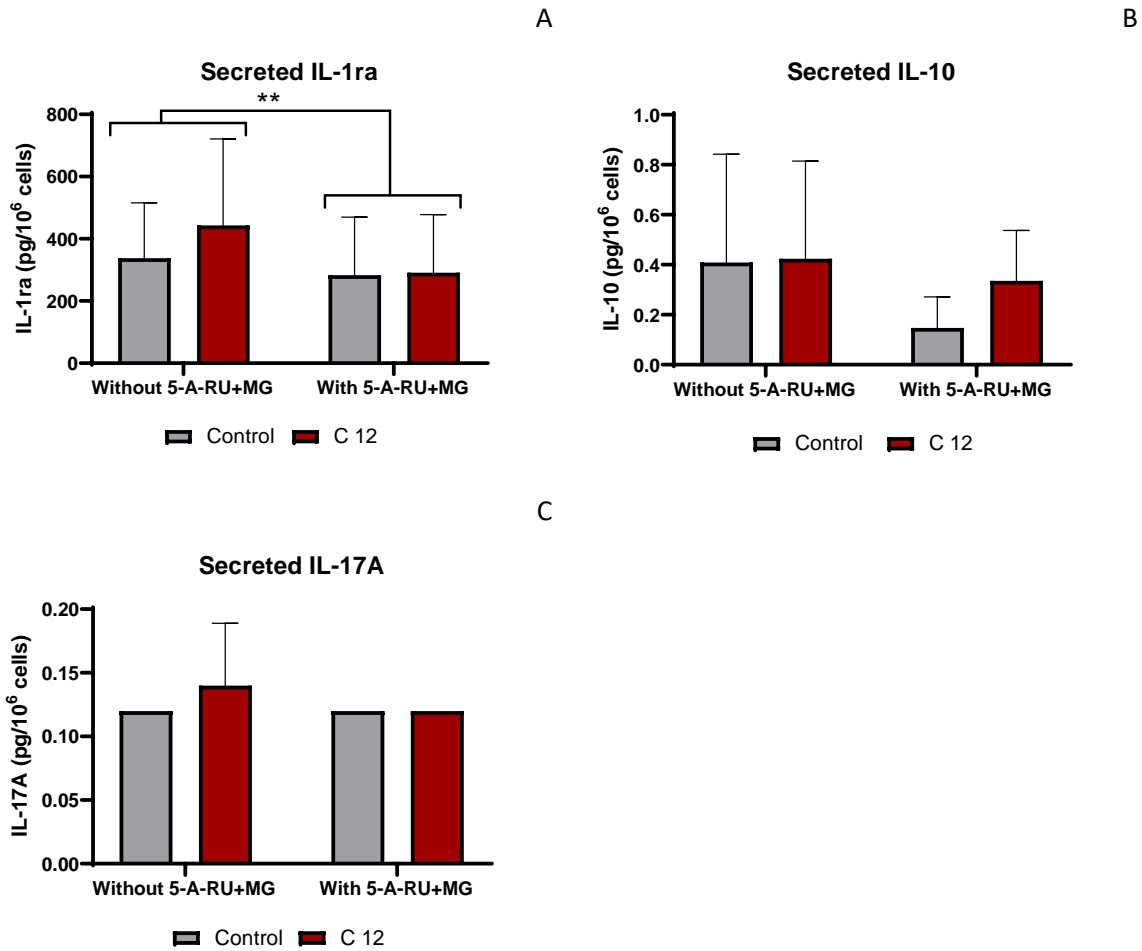 A
Secreted IL-1ra
**
IL-1ra (pg/10⁶ cells)
800
600
400
200
0
Without 5-A-RU+MG
With 5-A-RU+MG
Control
C 12
B
Secreted IL-10
IL-10 (pg/10⁶ cells)
1.0
0.8
0.6
0.4
0.2
0.0
Without 5-A-RU+MG
With 5-A-RU+MG
Control
C 12
C
Secreted IL-17A
IL-17A (pg/10⁶ cells)
0.20
0.15
0.10
0.05
0.00
Without 5-A-RU+MG
With 5-A-RU+MG
Control
C 12